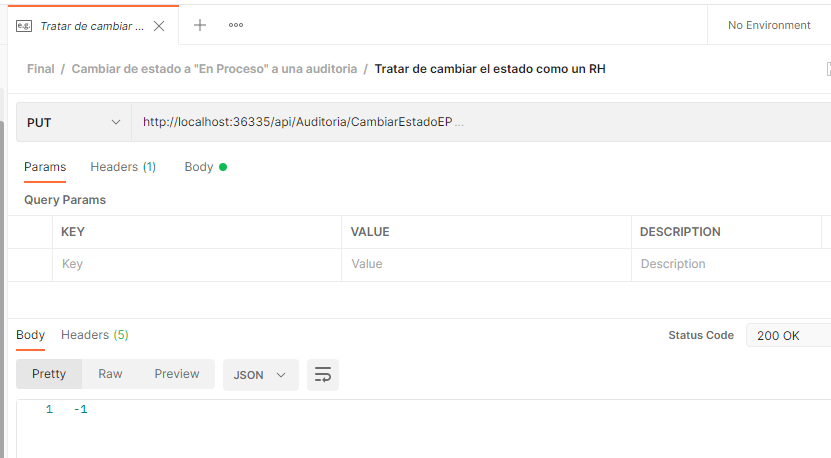 e.g. Tratar de cambiar ...
No Environment
Final / Cambiar de estado a "En Proceso" a una auditoria / Tratar de cambiar el estado como un RH
PUT http://localhost:36335/api/Auditoria/CambiarEstadoEP ...
Params Headers (1) Body
Query Params
KEY VALUE DESCRIPTION
Key Value Description
Body Headers (5) Status Code 200 OK
Pretty Raw Preview JSON
1 -1